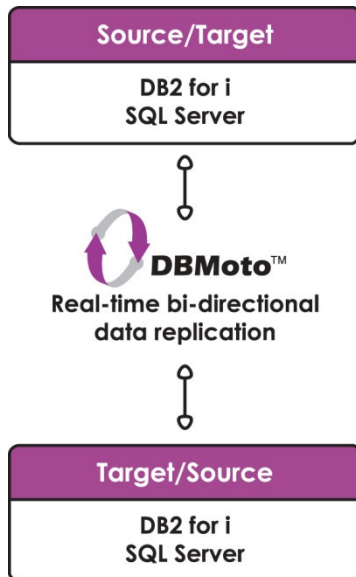 Source/Target
DB2 for i
SQL Server
DBMoto™
Real-time bi-directional
data replication
Target/Source
DB2 for i
SQL Server